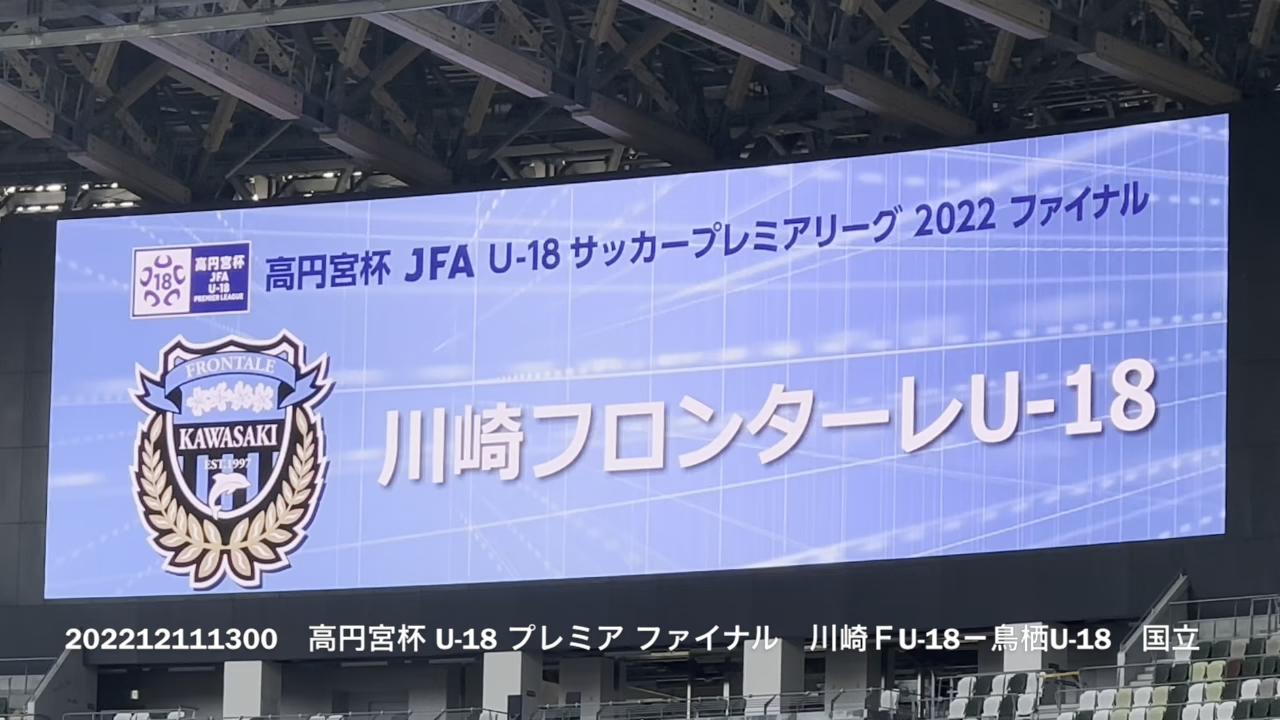 高円宮杯 JFA U-18 サッカープレミアリーグ 2022 ファイナル
18
高円宮杯
JFA
U-18
PREMIER LEAGUE
FRONTALE
KAWASAKI
EST.1997
川崎フロンターレU-18
202212111300 高円宮杯 U-18 プレミア ファイナル 川崎FU-18－鳥栖U-18 国立